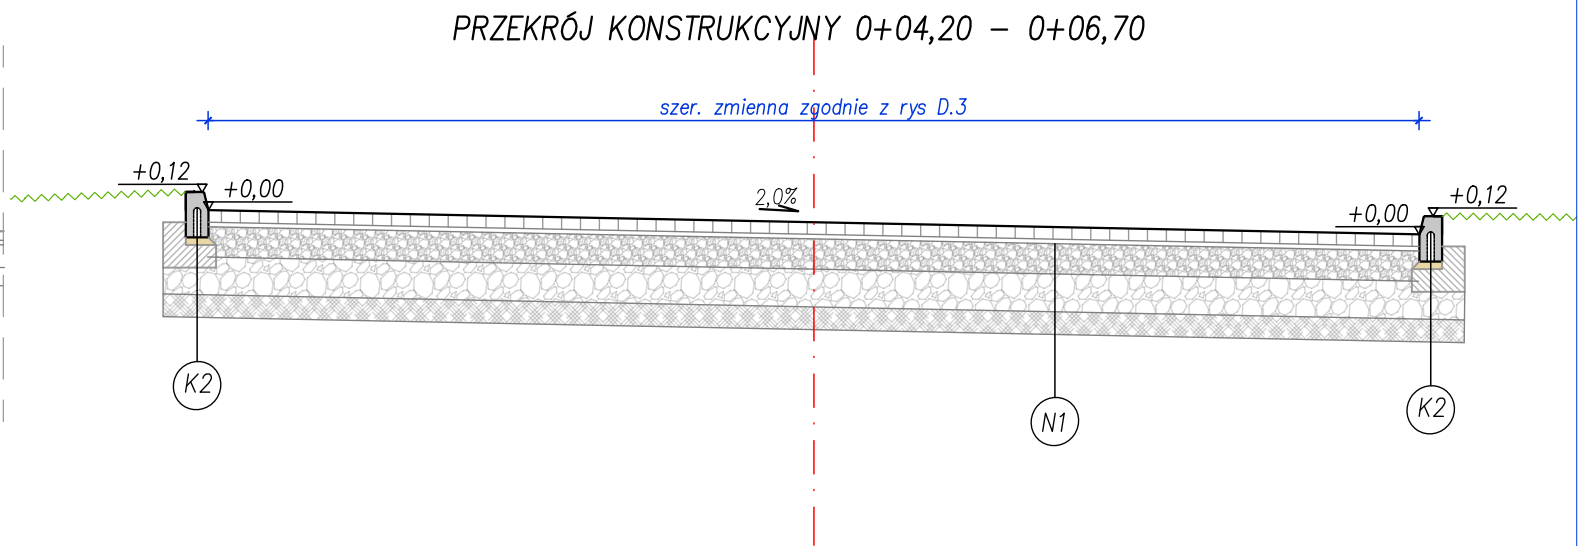 PRZEKRÓJ KONSTRUKCYJNY 0+04,20 – 0+06,70
szer. zmienna zgodnie z rys D.3
+0,12
+0,00
2,0%
+0,00
+0,12
K2
N1
K2